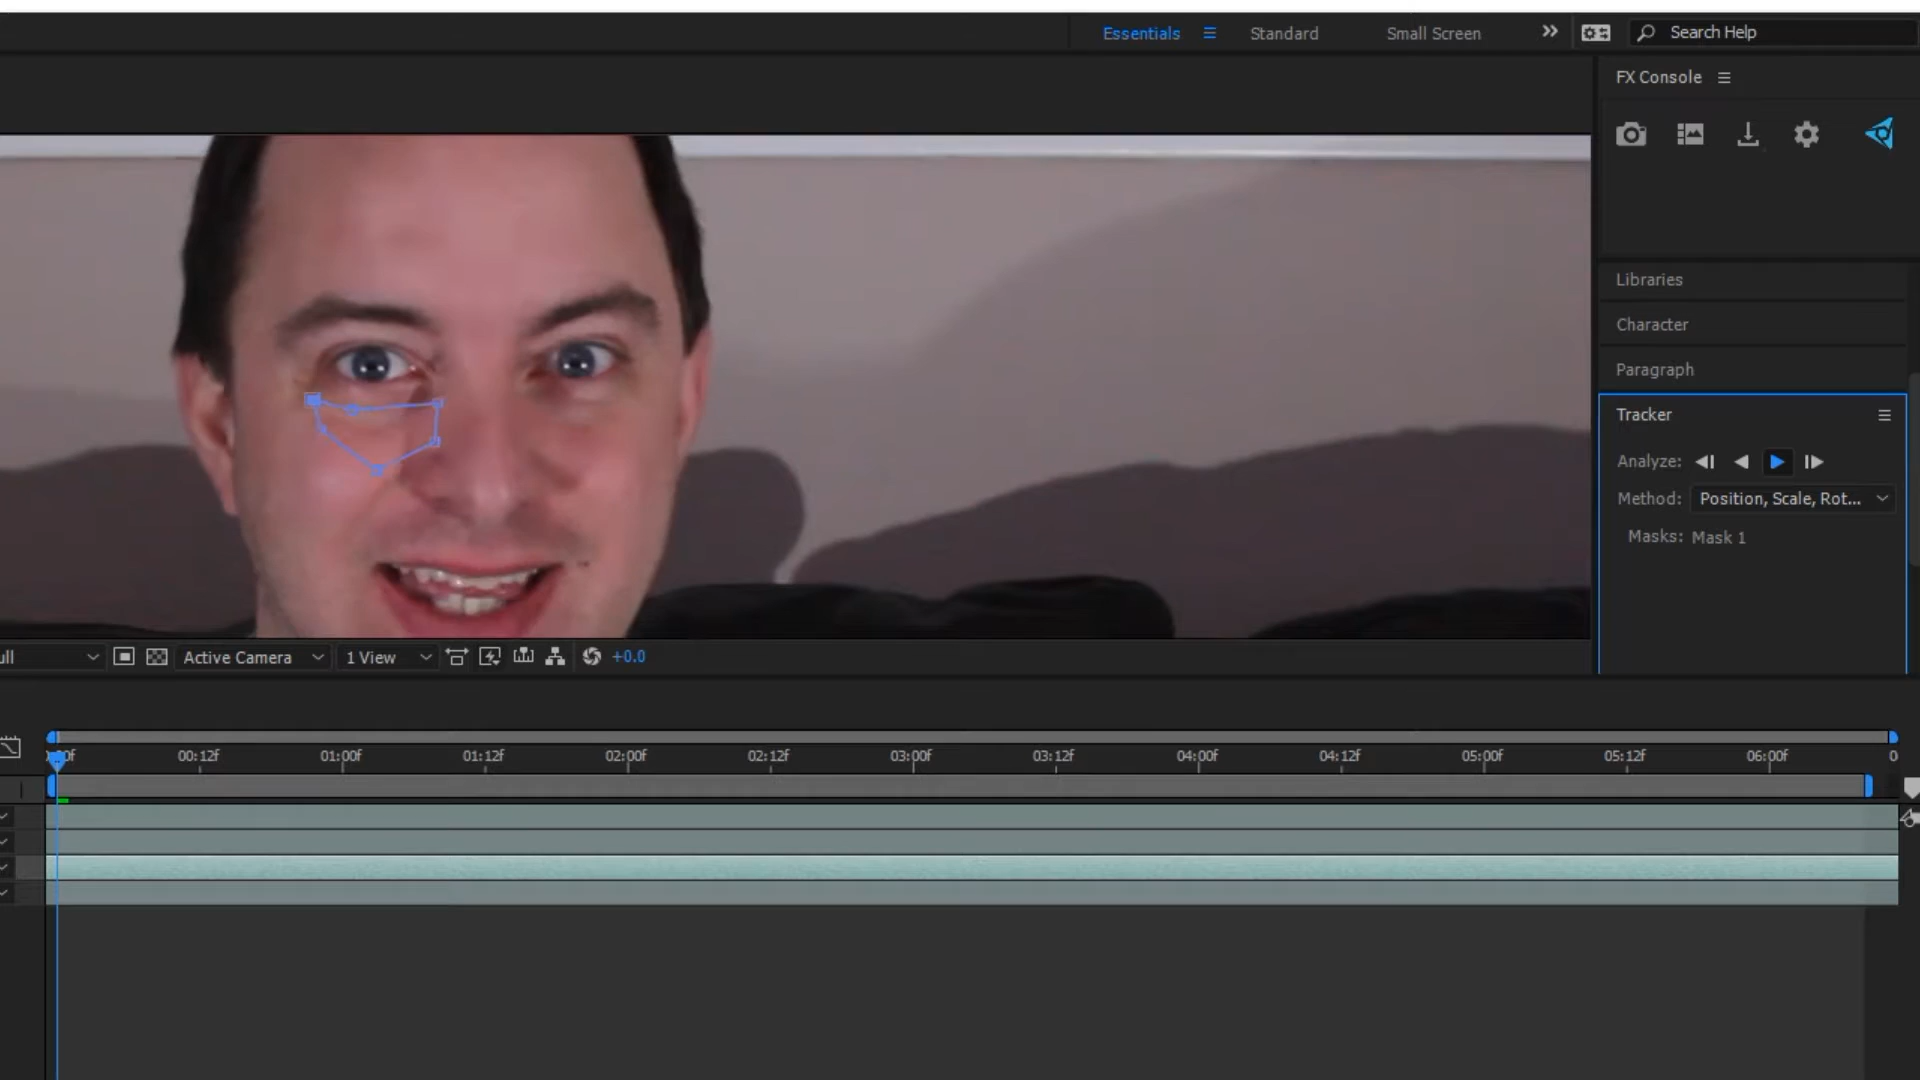 Essentials Standard Small Screen Search Help
FX Console
Libraries
Character
Paragraph
Tracker
Analyze:
Method: Position, Scale, Rot...
Masks: Mask 1
Active Camera 1 View +0.0
00:12f 01:00f 01:12f 02:00f 02:12f 03:00f 03:12f 04:00f 04:12f 05:00f 05:12f 06:00f